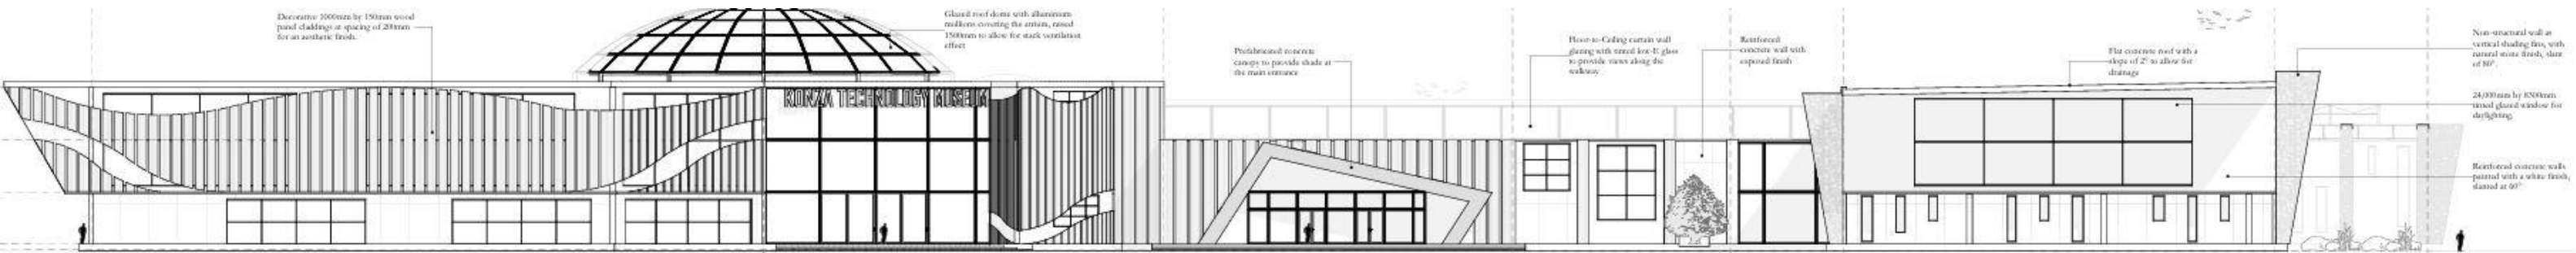 Decorative 1000mm by 150mm wood
panel claddings at spacing of 200mm
for an aesthetic finish.
Glazed roof dome with alluminium
mullions covering the atrium, raised
1500mm to allow for stack ventilation
effect
KONZA TECHNOLOGY MUSEUM
Prefabricated concrete
canopy to provide shade at
the main entrance
Floor-to-Ceiling curtain wall
glazing with tinted low-E glass
to provide views along the
walkway
Reinforced
concrete wall with
exposed finish
Flat concrete roof with a
slope of 2° to allow for
drainage
Non-structural wall as
vertical shading fins, with
natural stone finish, slant
of 80°.
24,000mm by 8500mm
tinted glazed window for
daylighting.
Reinforced concrete walls
painted with a white finish,
slanted at 60°